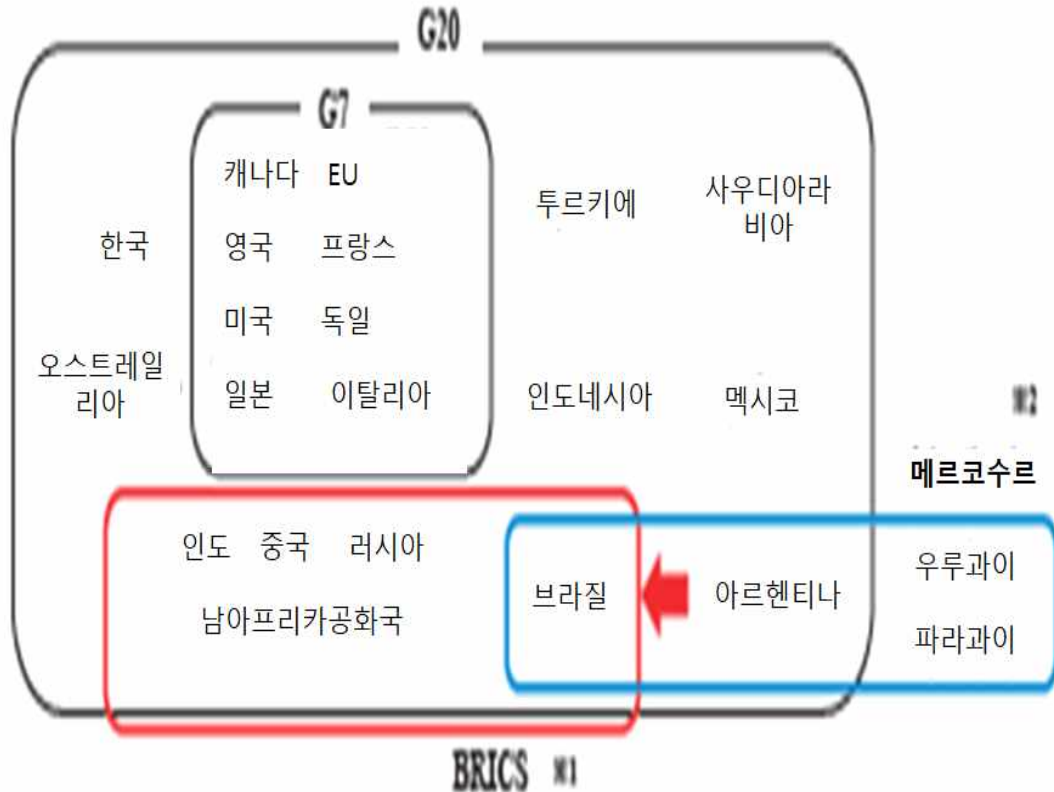 G20
G7
캐나다 EU
영국 프랑스
미국 독일
일본 이탈리아
한국
오스트레일
리아
투르키에
사우디아라
비아
인도네시아
멕시코
※2
메르코수르
인도 중국 러시아
남아프리카공화국
브라질
아르헨티나
우루과이
파라과이
BRICS ※1